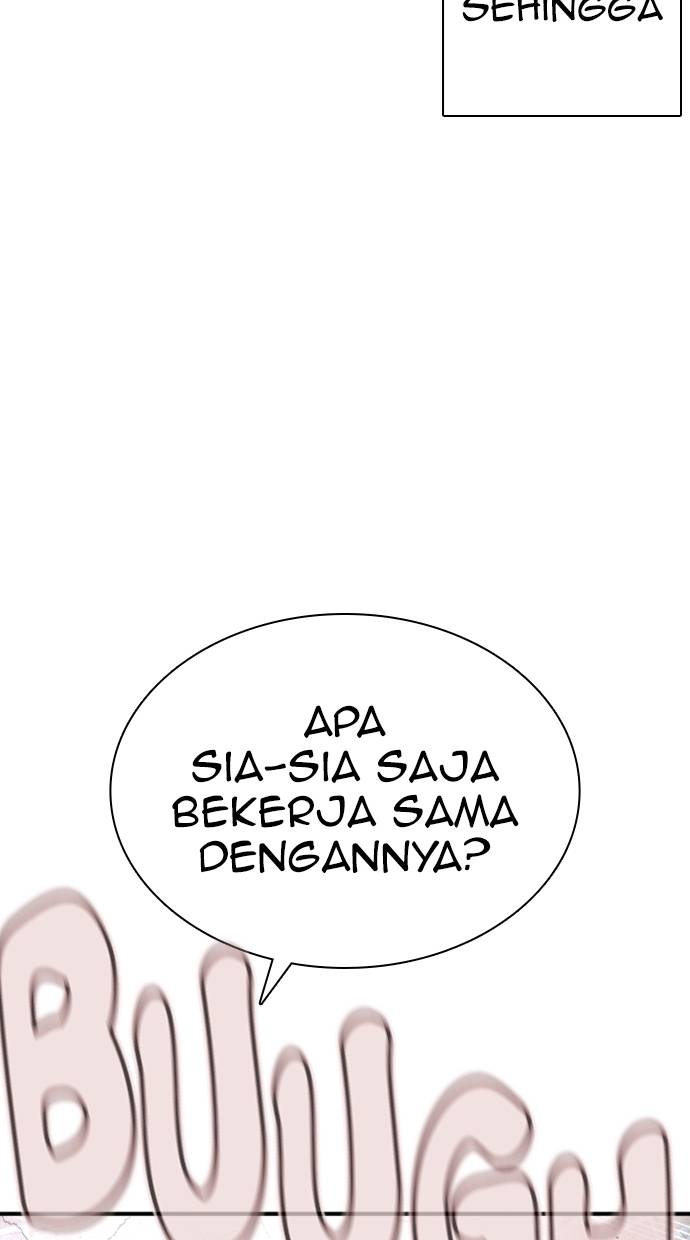 SEHINGGA
APA
SIA-SIA SAJA
BEKERJA SAMA
DENGANNYA?
BUUGH